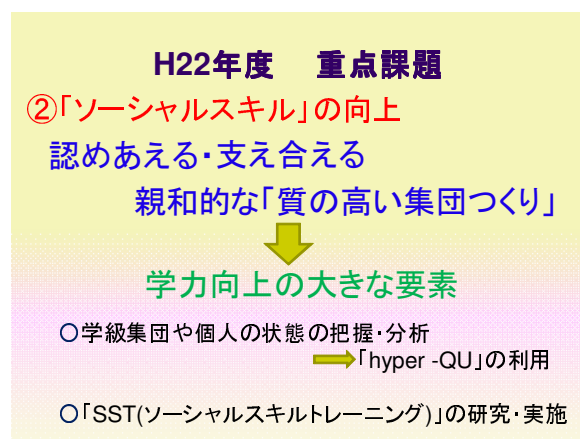 H22年度　重点課題
②「ソーシャルスキル」の向上
認めあえる・支え合える
親和的な「質の高い集団つくり」
学力向上の大きな要素
○学級集団や個人の状態の把握・分析
「hyper -QU」の利用
○「SST(ソーシャルスキルトレーニング)」の研究・実施